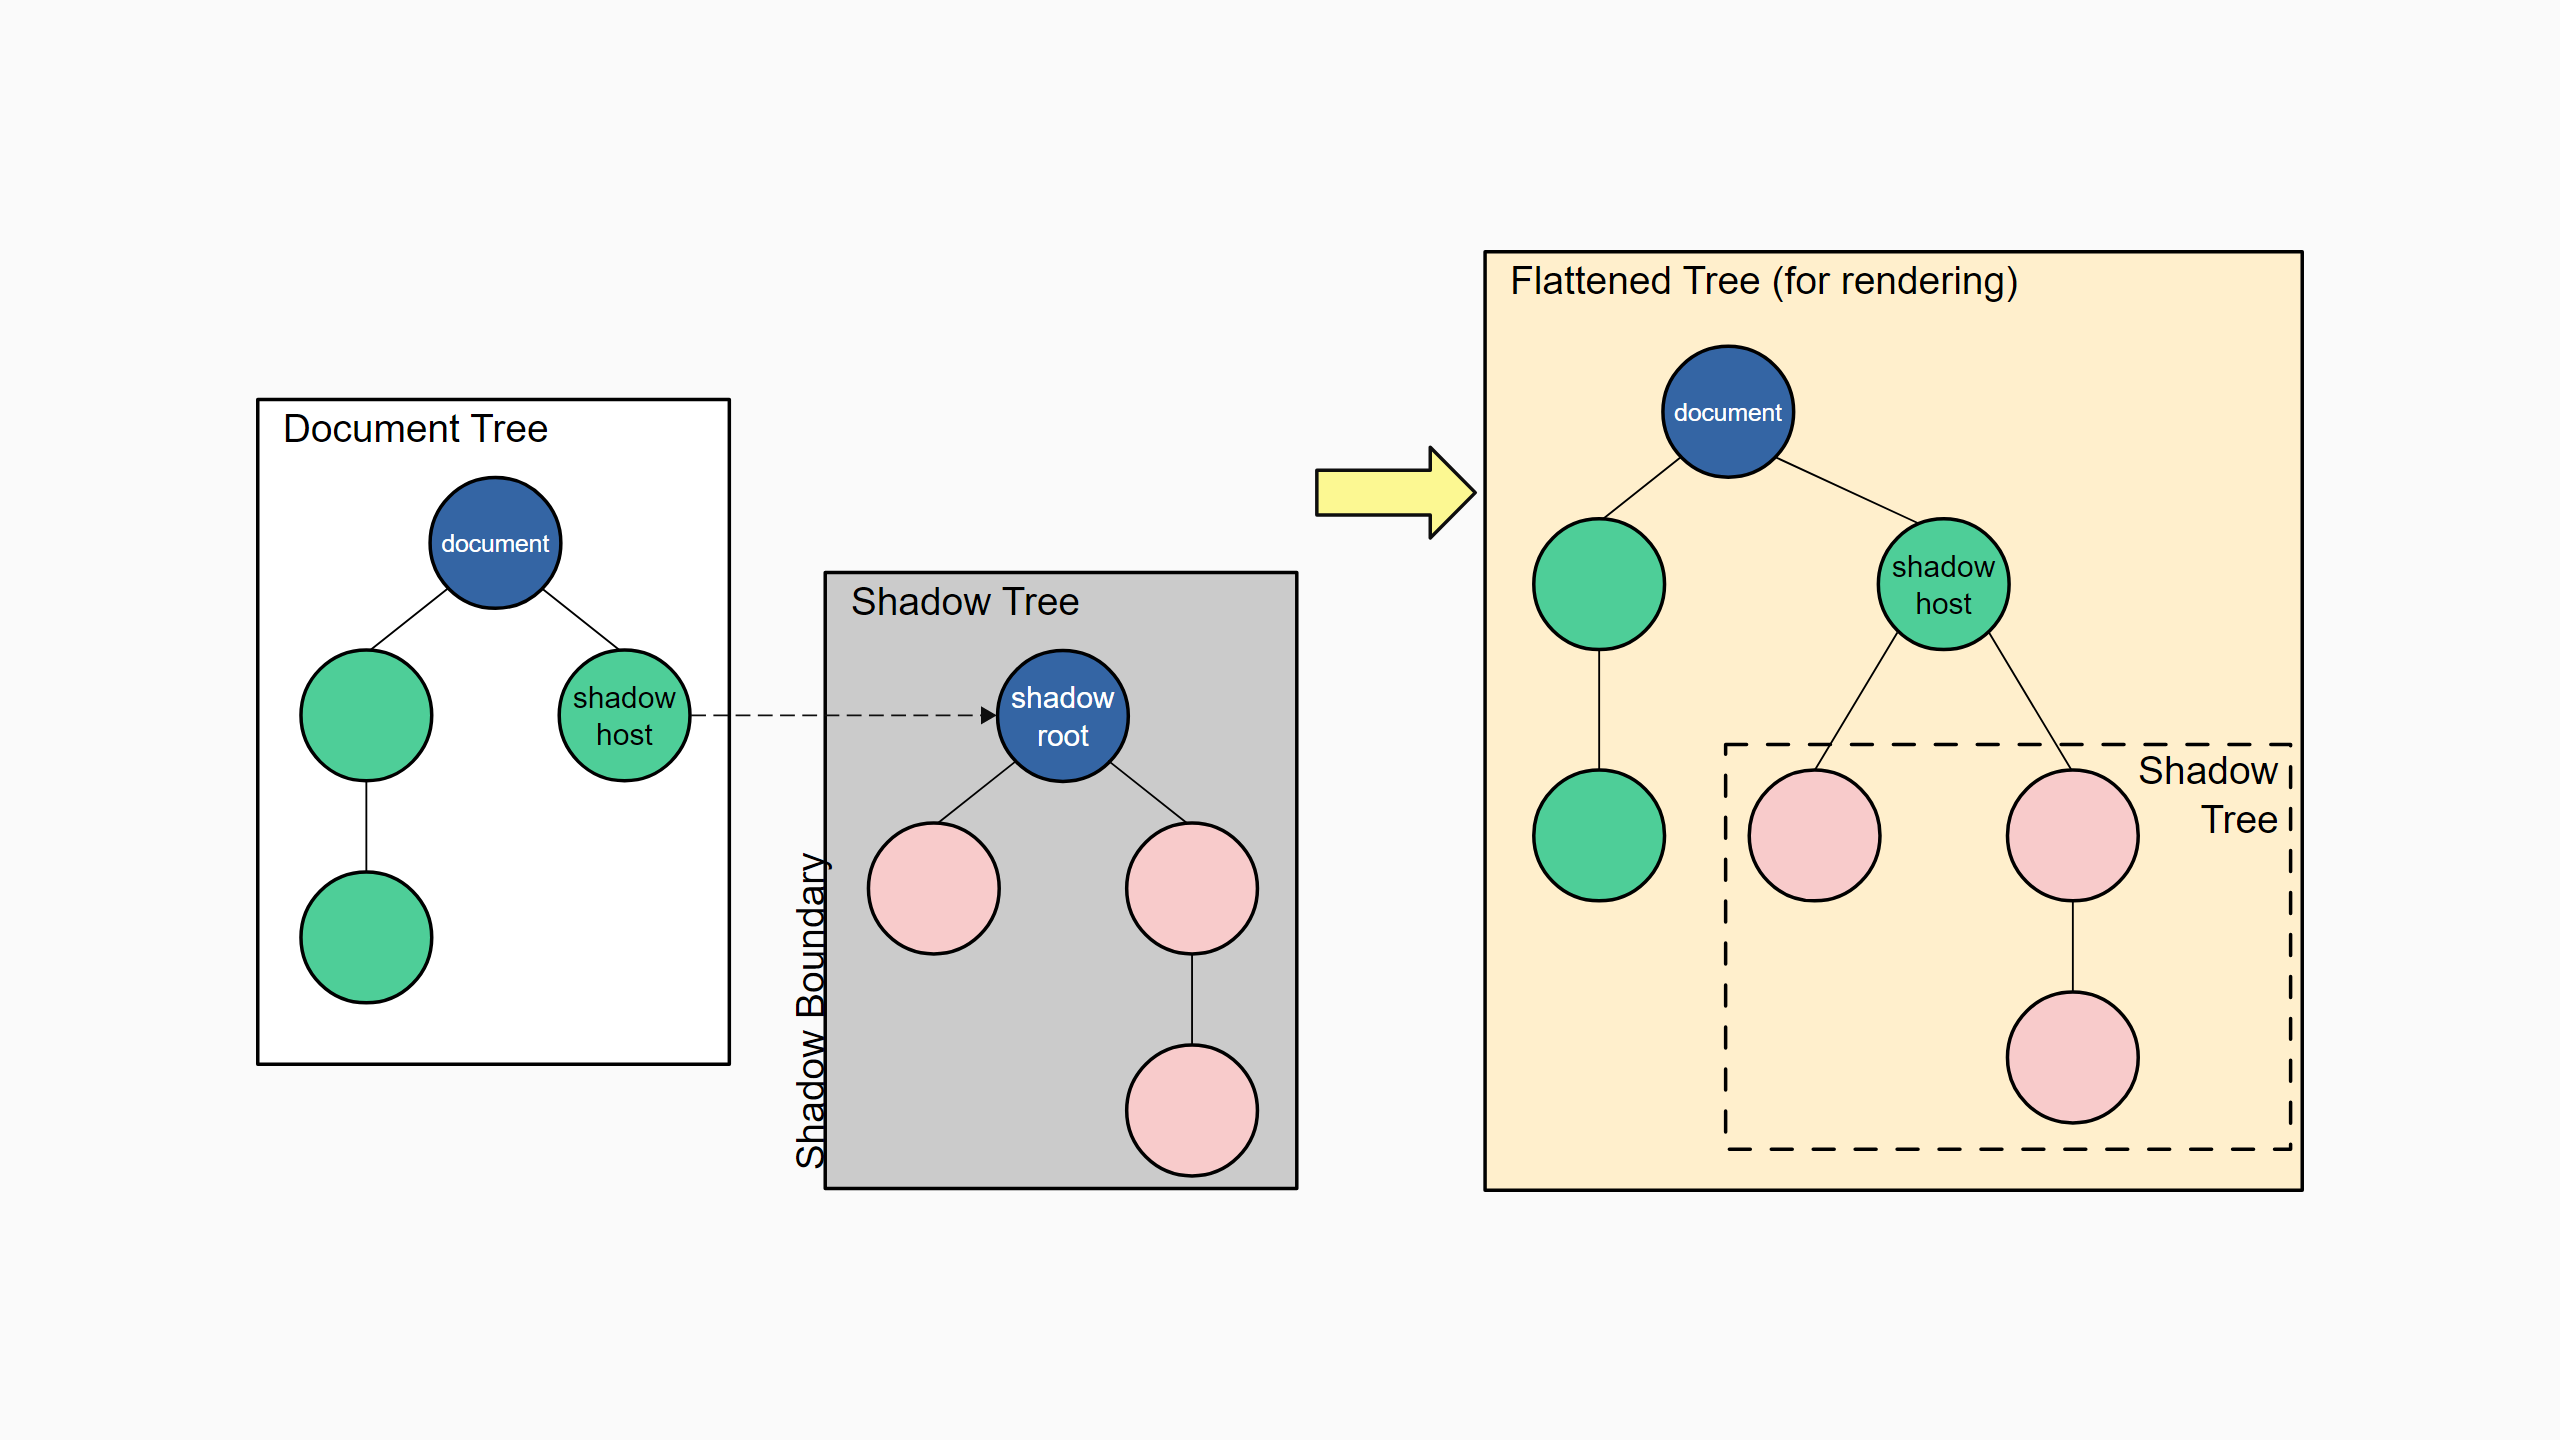 Document Tree
document
shadow
host
Shadow Tree
shadow
root
Shadow Boundary
Flattened Tree (for rendering)
document
shadow
host
Shadow
Tree